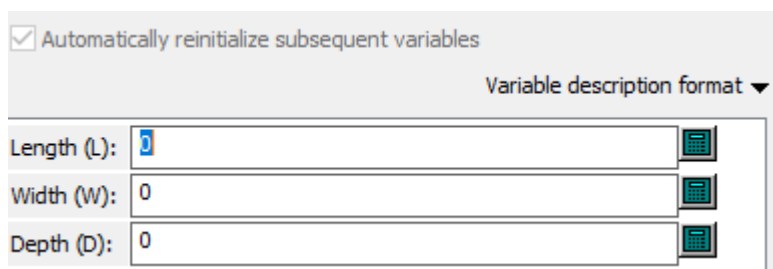 Automatically reinitialize subsequent variables
Variable description format
Length (L): 0
Width (W): 0
Depth (D): 0